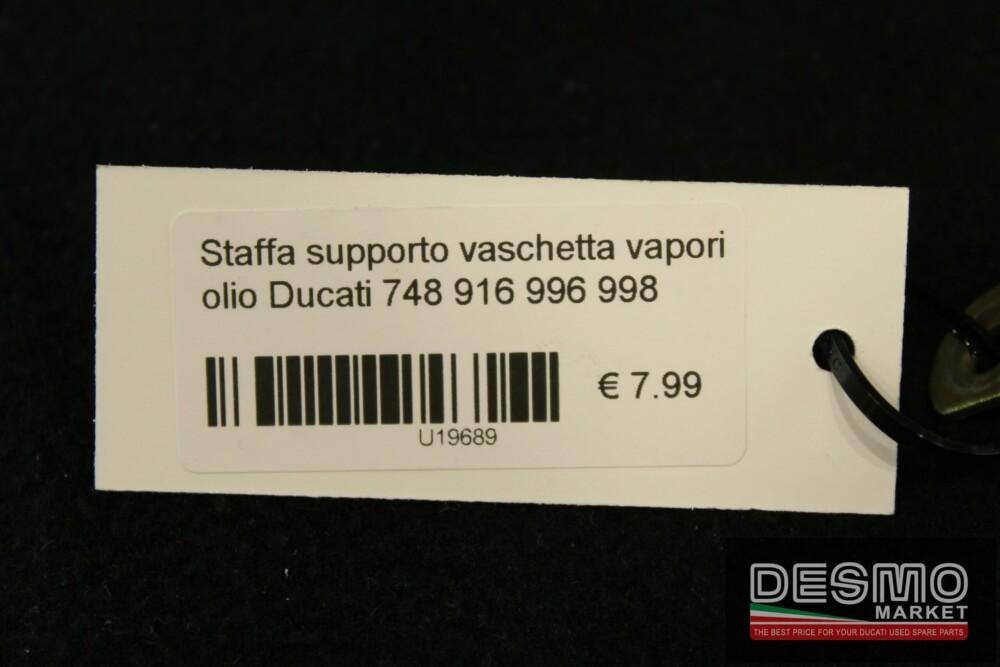 Staffa supporto vaschetta vapori
olio Ducati 748 916 996 998
€ 7.99
U19689
DESMO
MARKET
THE BEST PRICE FOR YOUR DUCATI USED SPARE PARTS